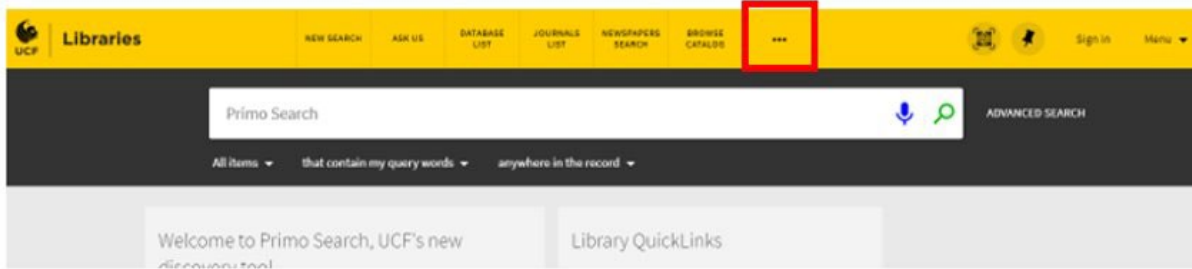 UCF
Libraries
NEW SEARCH
ASK US
DATABASE
LIST
JOURNALS
LIST
NEWSPAPERS
SEARCH
BROWSE
CATALOG
•••
Sign in
Menu
Primo Search
ADVANCED SEARCH
All items
that contain my query words
anywhere in the record
Welcome to Primo Search, UCF's new
discovery tool
Library QuickLinks